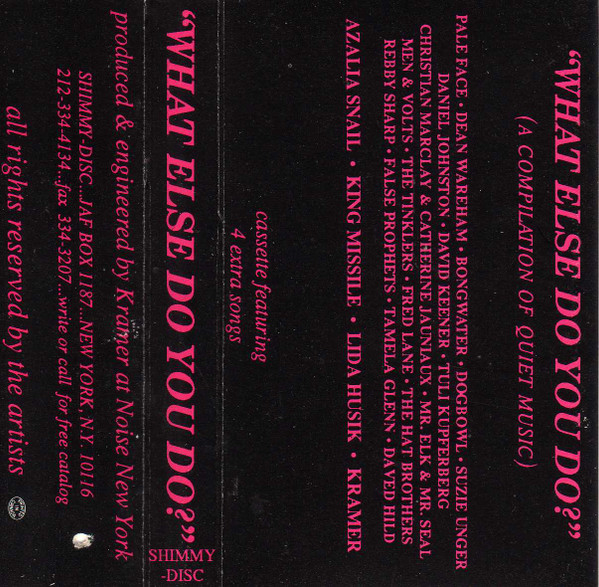 “WHAT ELSE DO YOU DO?”
(A COMPILATION OF QUIET MUSIC)
PALE FACE • DEAN WAREHAM • BONGWATER • DOGBOWL • SUZIE UNGER
DANIEL JOHNSTON • DAVID KEENER • TULI KUPFERBERG
CHRISTIAN MARCLAY & CATHERINE JAUNIAUX • MR. ELK & MR. SEAL
MEN & VOLTS • THE TINKLERS • FRED LANE • THE HAT BROTHERS
REBBY SHARP • FALSE PROPHETS • TAMELA GLENN • DAVED HILD
AZALIA SNAIL • KING MISSILE • LIDA HUSIK • KRAMER
cassette featuring
4 extra songs
“WHAT ELSE DO YOU DO?”
SHIMMY
-DISC
produced & engineered by Kramer at Noise New York
SHIMMY-DISC...JAF BOX 1187...NEW YORK, N.Y. 10116
212-334-4134...fax 334-3207...write or call for free catalog
all rights reserved by the artists